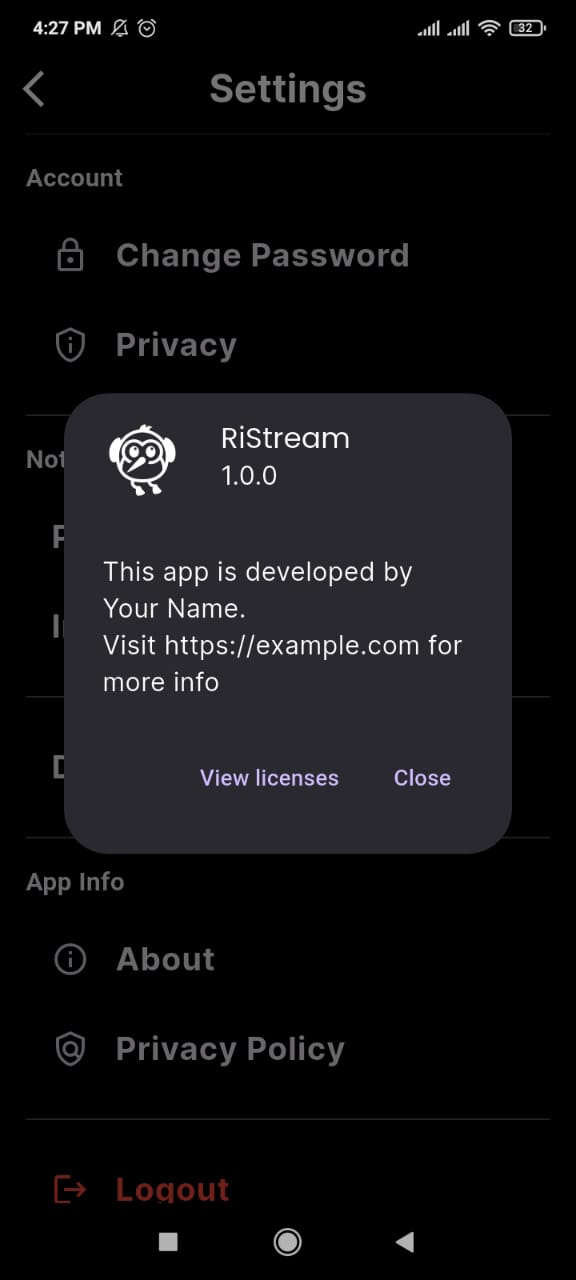 4:27 PM
32
Settings
Account
Change Password
Privacy
Not
RiStream
1.0.0
This app is developed by
Your Name.
Visit https://example.com for
more info
View licenses
Close
App Info
About
Privacy Policy
Logout